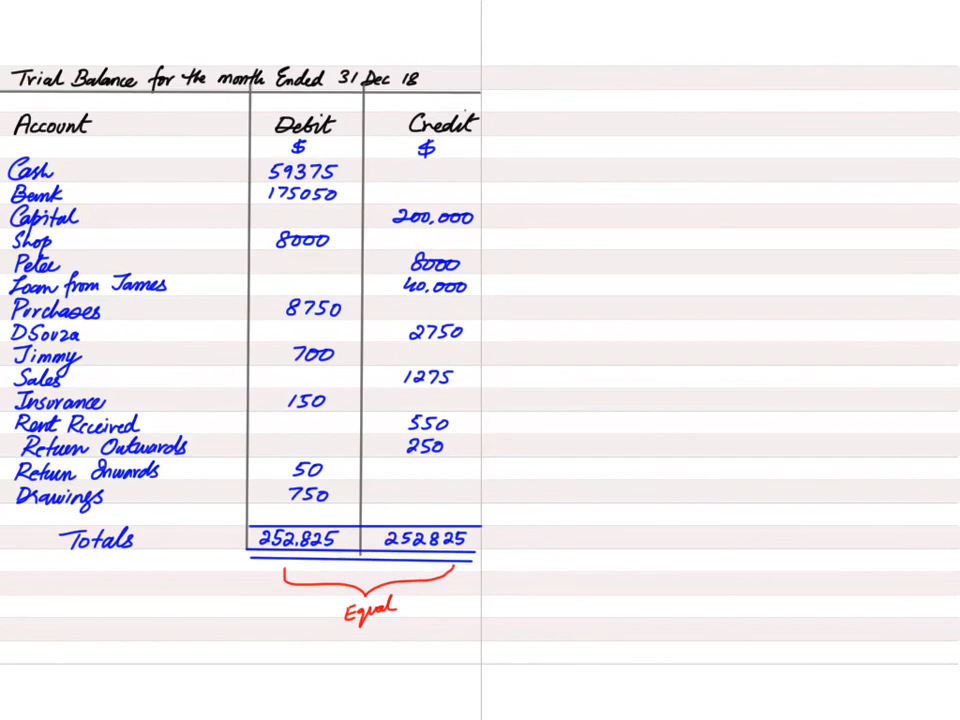 Trial Balance for the month Ended 31 Dec 18
Account Debit Credit
$ $
Cash 59375
Bank 175050
Capital 200,000
Shop 8000
Peter 8000
Loan from James 40,000
Purchases 8750
DSouza 2750
Jimmy 700
Sales 1275
Insurance 150
Rent Received 550
Return Outwards 250
Return Inwards 50
Drawings 750
Totals 252,825 252825
Equal